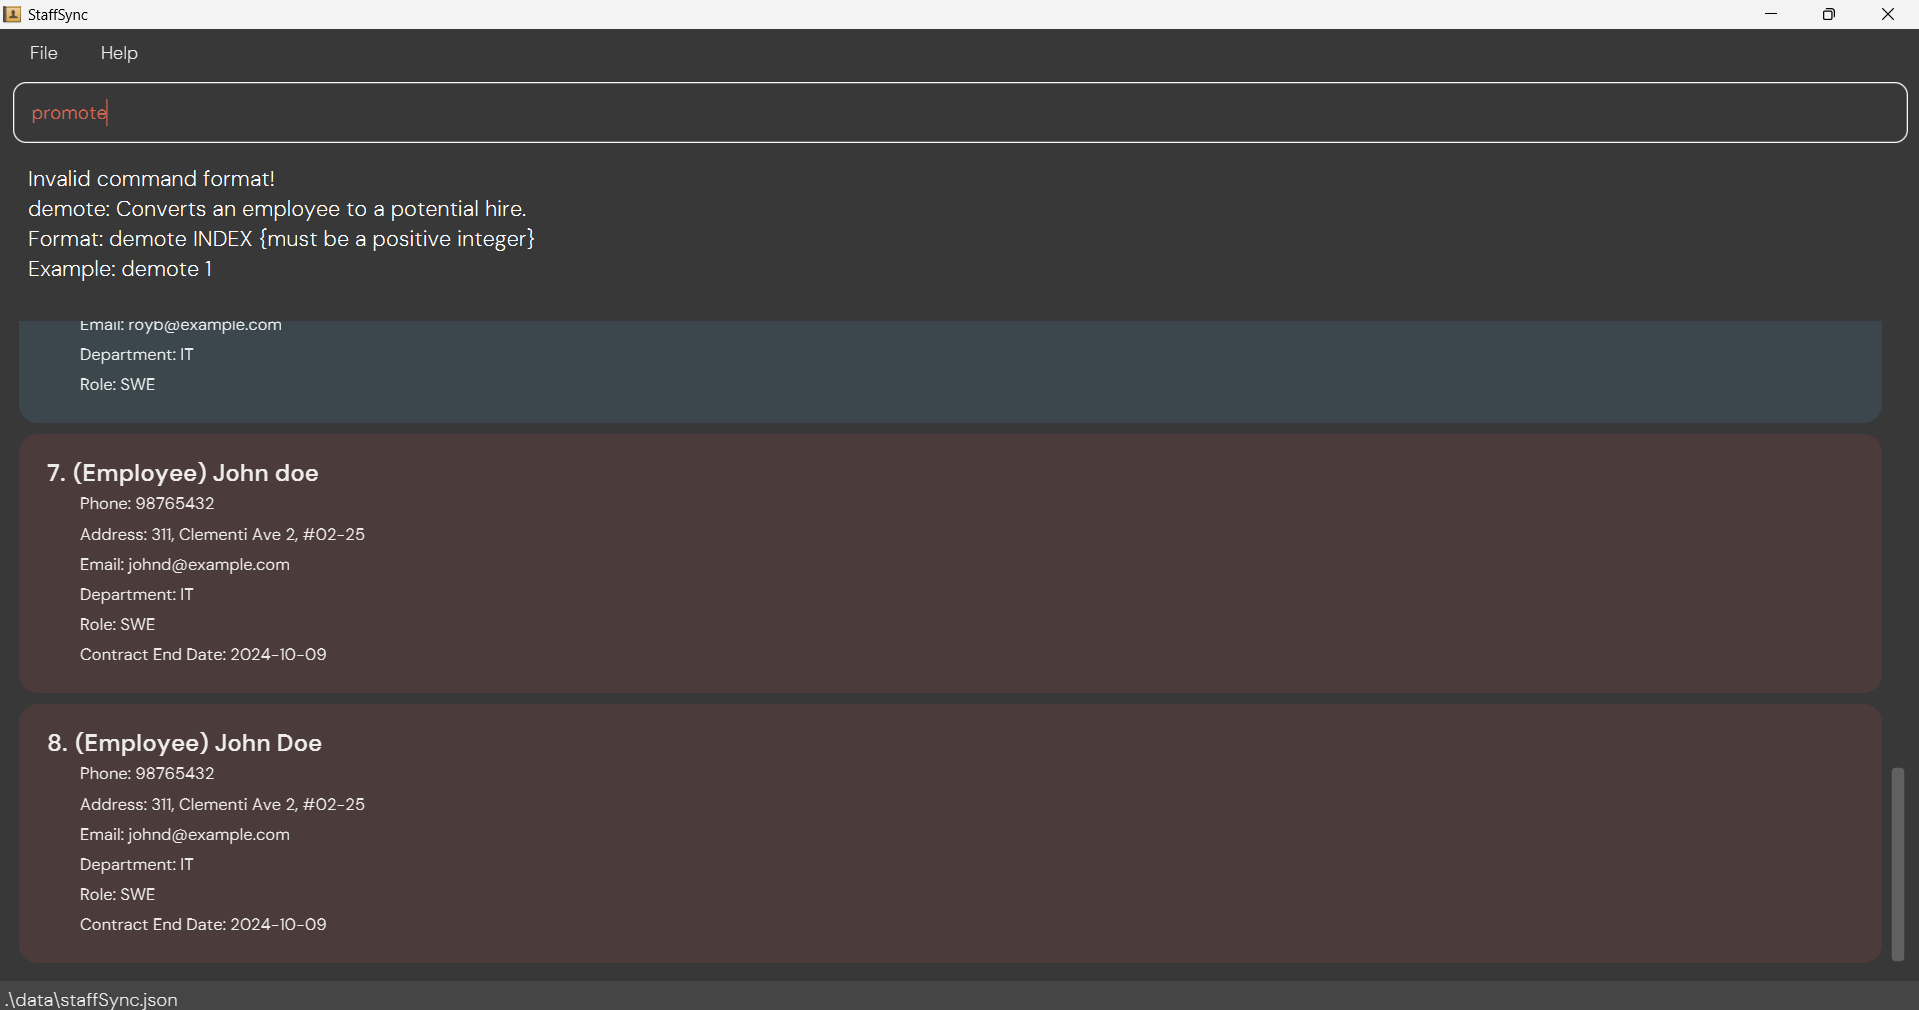 StaffSync
File Help
promote
Invalid command format!
demote: Converts an employee to a potential hire.
Format: demote INDEX {must be a positive integer}
Example: demote 1
Email: royb@example.com
Department: IT
Role: SWE
7. (Employee) John doe
Phone: 98765432
Address: 311, Clementi Ave 2, #02-25
Email: johnd@example.com
Department: IT
Role: SWE
Contract End Date: 2024-10-09
8. (Employee) John Doe
Phone: 98765432
Address: 311, Clementi Ave 2, #02-25
Email: johnd@example.com
Department: IT
Role: SWE
Contract End Date: 2024-10-09
.\data\staffSync.json